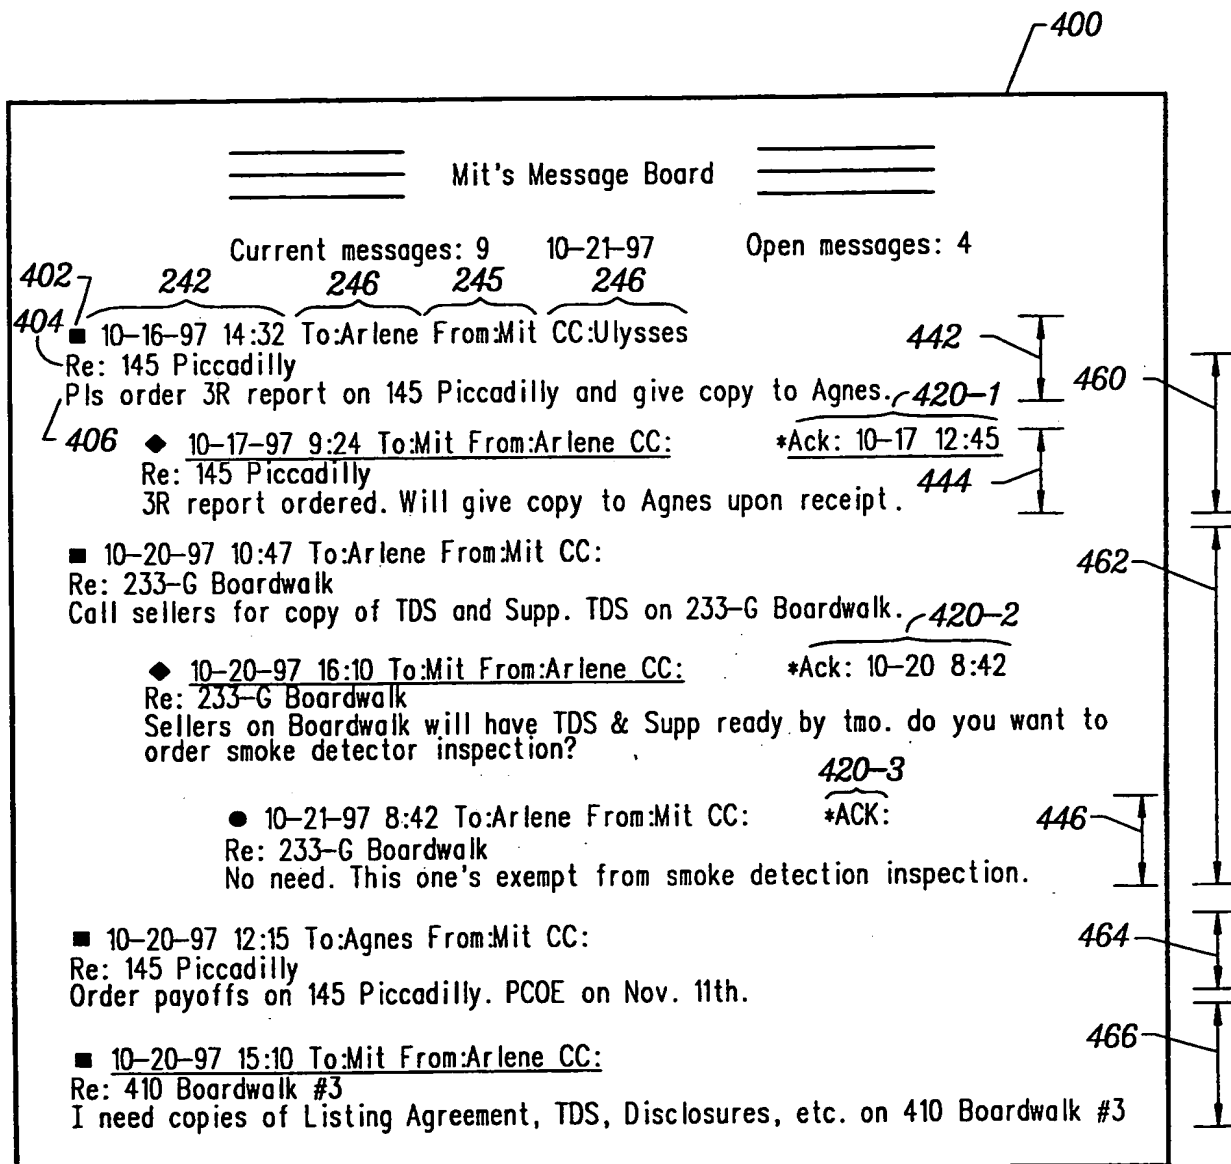 400
Mit's Message Board
Current messages: 9 10-21-97 Open messages: 4
402 242 246 245 246
404 ■ 10-16-97 14:32 To:Arlene From:Mit CC:Ulysses 442
Re: 145 Piccadilly 460
Pls order 3R report on 145 Piccadilly and give copy to Agnes. 420-1
406 ◆ 10-17-97 9:24 To:Mit From:Arlene CC: *Ack: 10-17 12:45
Re: 145 Piccadilly 444
3R report ordered. Will give copy to Agnes upon receipt.
■ 10-20-97 10:47 To:Arlene From:Mit CC: 462
Re: 233-G Boardwalk
Call sellers for copy of TDS and Supp. TDS on 233-G Boardwalk. 420-2
◆ 10-20-97 16:10 To:Mit From:Arlene CC: *Ack: 10-20 8:42
Re: 233-G Boardwalk
Sellers on Boardwalk will have TDS & Supp ready by tmo. do you want to
order smoke detector inspection?
420-3
● 10-21-97 8:42 To:Arlene From:Mit CC: *ACK: 446
Re: 233-G Boardwalk
No need. This one's exempt from smoke detection inspection.
■ 10-20-97 12:15 To:Agnes From:Mit CC: 464
Re: 145 Piccadilly
Order payoffs on 145 Piccadilly. PCOE on Nov. 11th.
466
■ 10-20-97 15:10 To:Mit From:Arlene CC:
Re: 410 Boardwalk #3
I need copies of Listing Agreement, TDS, Disclosures, etc. on 410 Boardwalk #3